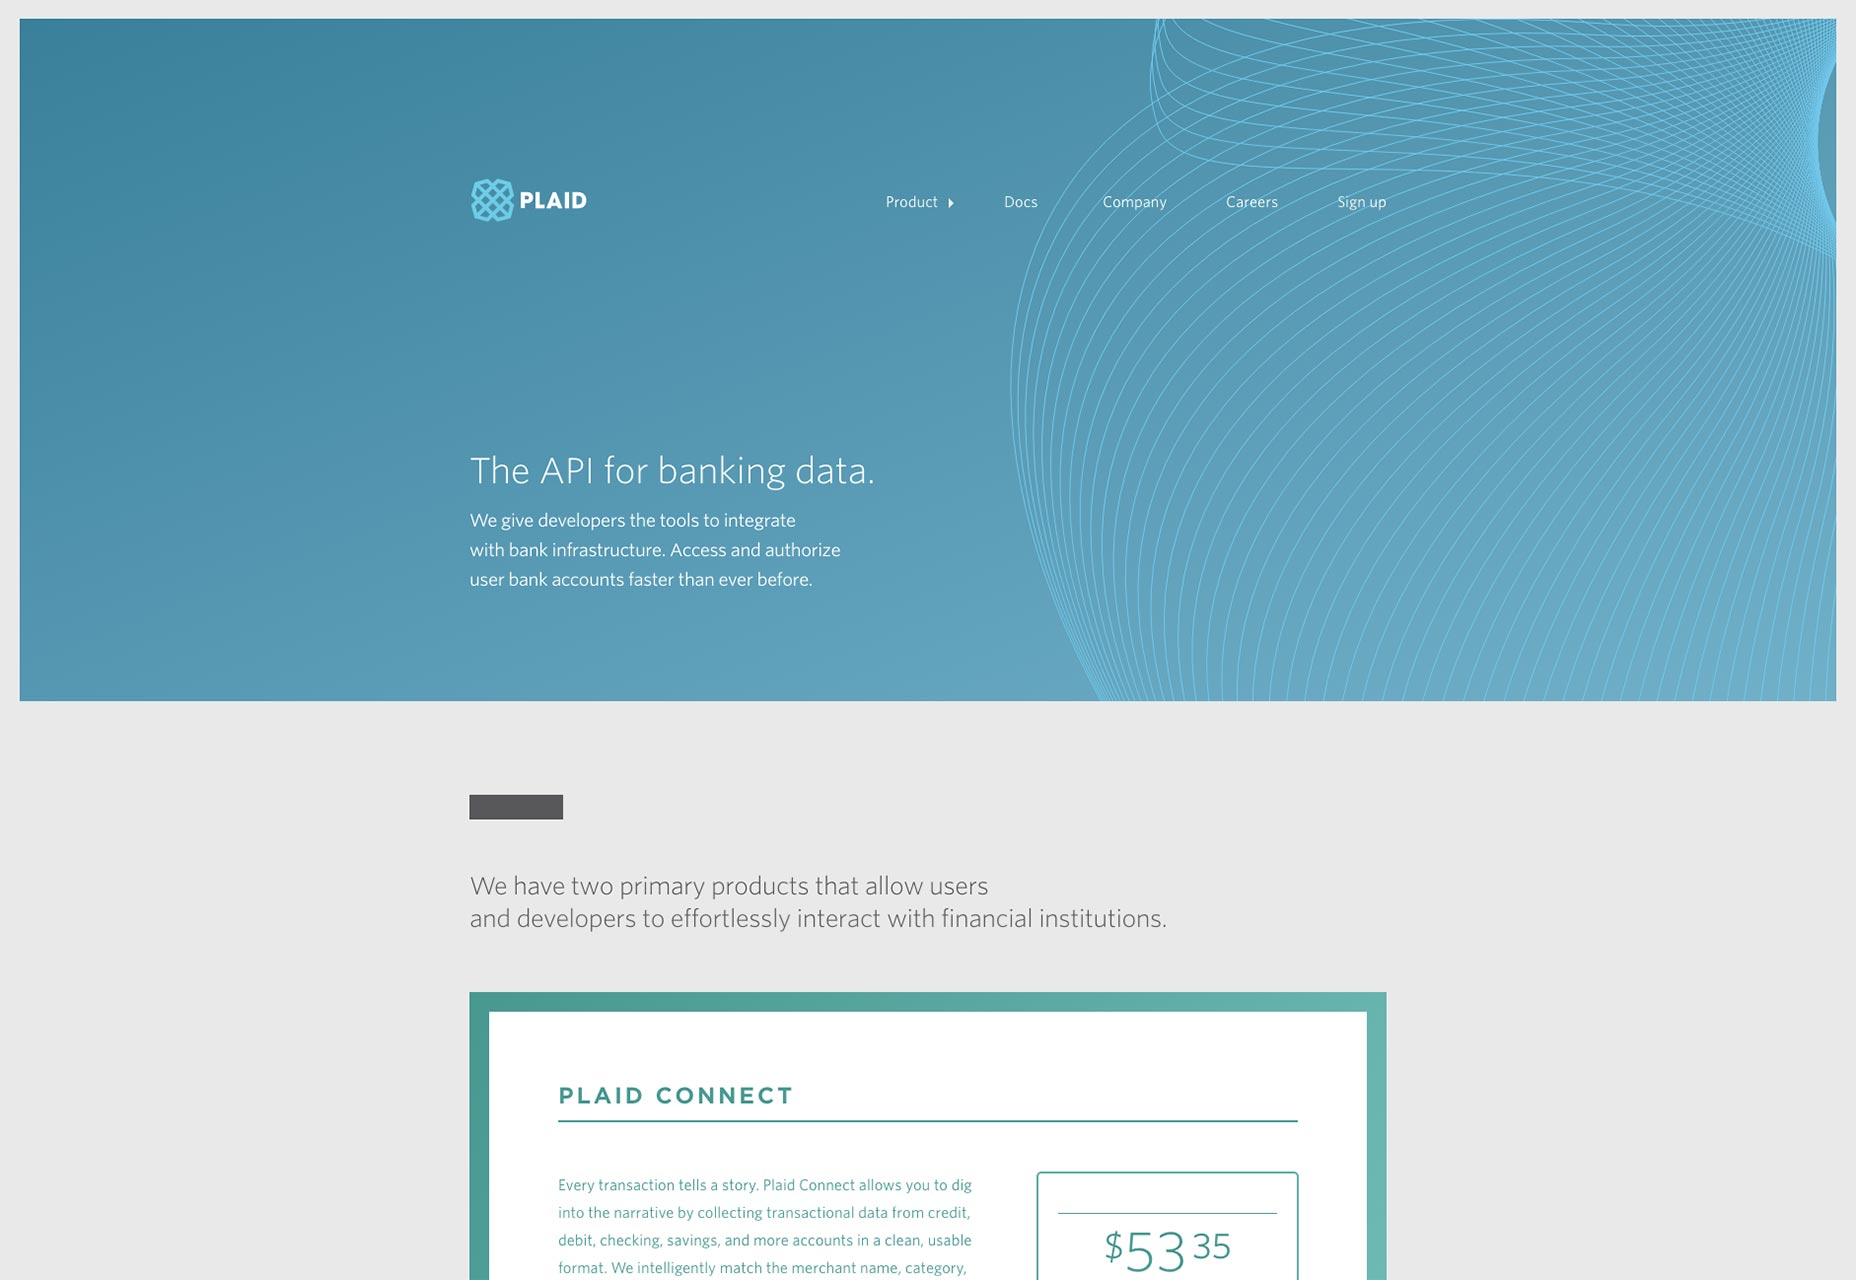 PLAID
Product Docs Company Careers Sign up
The API for banking data.
We give developers the tools to integrate
with bank infrastructure. Access and authorize
user bank accounts faster than ever before.
We have two primary products that allow users
and developers to effortlessly interact with financial institutions.
PLAID CONNECT
Every transaction tells a story. Plaid Connect allows you to dig
into the narrative by collecting transactional data from credit,
debit, checking, savings, and more accounts in a clean, usable
format. We intelligently match the merchant name, category,
$53 35